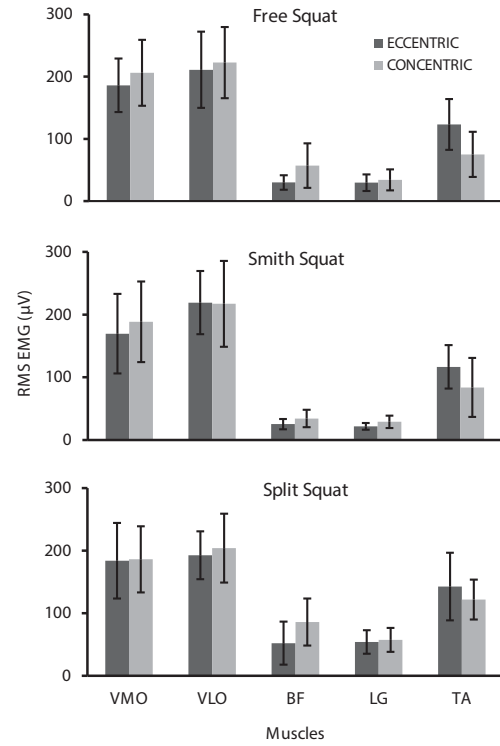 Free Squat
ECCENTRIC
CONCENTRIC
300
200
100
0
Smith Squat
300
200
100
0
RMS EMG (µV)
Split Squat
300
200
100
0
VMO VLO BF LG TA
Muscles